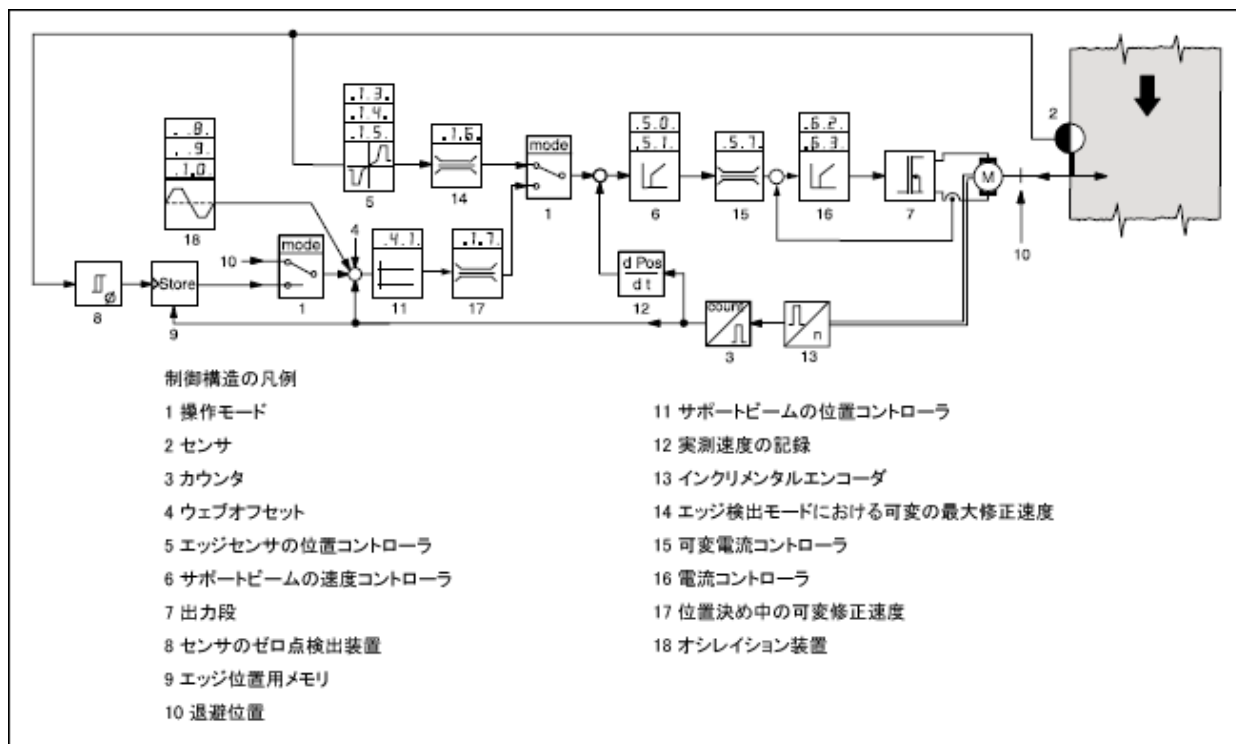 2
.1.3.
.1.4.
.1.5.
5
.1.6.
14
mode
1
.5.0.
.5.1.
6
.5.7.
15
.6.2.
.6.3.
16
7
M
10
. .8.
. .9.
.1.0
18
4
10
mode
1
.4.1.
11
.1.7.
17
d Pos
d t
12
count
3
n
13
8
Store
9
制御構造の凡例
1 操作モード
2 センサ
3 カウンタ
4 ウェブオフセット
5 エッジセンサの位置コントローラ
6 サポートビームの速度コントローラ
7 出力段
8 センサのゼロ点検出装置
9 エッジ位置用メモリ
10 退避位置
11 サポートビームの位置コントローラ
12 実測速度の記録
13 インクリメンタルエンコーダ
14 エッジ検出モードにおける可変の最大修正速度
15 可変電流コントローラ
16 電流コントローラ
17 位置決め中の可変修正速度
18 オシレイション装置